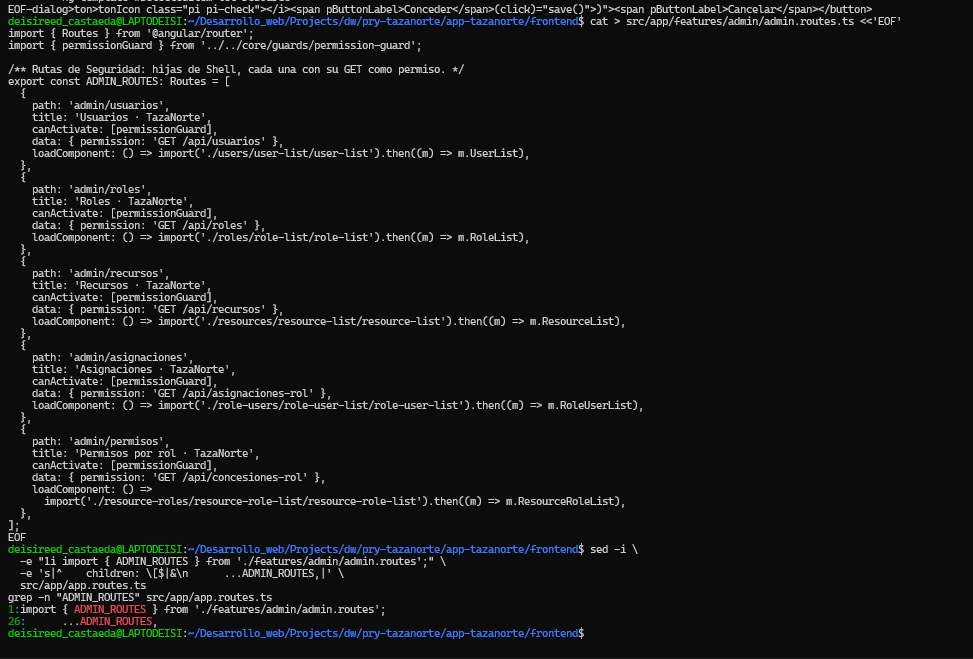 EOF-dialog>ton>tonIcon class="pi pi-check"></i><span pButtonLabel>Conceder</span>(click)="save()">)"><span pButtonLabel>Cancelar</span></button>
deisireed_castaeda@LAPTODEISI:~/Desarrollo_web/Projects/dw/pry-tazanorte/app-tazanorte/frontend$ cat > src/app/features/admin/admin.routes.ts <<'EOF'
import { Routes } from '@angular/router';
import { permissionGuard } from '../../core/guards/permission-guard';

/** Rutas de Seguridad: hijas de Shell, cada una con su GET como permiso. */
export const ADMIN_ROUTES: Routes = [
  {
    path: 'admin/usuarios',
    title: 'Usuarios · TazaNorte',
    canActivate: [permissionGuard],
    data: { permission: 'GET /api/usuarios' },
    loadComponent: () => import('./users/user-list/user-list').then((m) => m.UserList),
  },
  {
    path: 'admin/roles',
    title: 'Roles · TazaNorte',
    canActivate: [permissionGuard],
    data: { permission: 'GET /api/roles' },
    loadComponent: () => import('./roles/role-list/role-list').then((m) => m.RoleList),
  },
  {
    path: 'admin/recursos',
    title: 'Recursos · TazaNorte',
    canActivate: [permissionGuard],
    data: { permission: 'GET /api/recursos' },
    loadComponent: () => import('./resources/resource-list/resource-list').then((m) => m.ResourceList),
  },
  {
    path: 'admin/asignaciones',
    title: 'Asignaciones · TazaNorte',
    canActivate: [permissionGuard],
    data: { permission: 'GET /api/asignaciones-rol' },
    loadComponent: () => import('./role-users/role-user-list/role-user-list').then((m) => m.RoleUserList),
  },
  {
    path: 'admin/permisos',
    title: 'Permisos por rol · TazaNorte',
    canActivate: [permissionGuard],
    data: { permission: 'GET /api/concesiones-rol' },
    loadComponent: () =>
      import('./resource-roles/resource-role-list/resource-role-list').then((m) => m.ResourceRoleList),
  },
];
EOF
deisireed_castaeda@LAPTODEISI:~/Desarrollo_web/Projects/dw/pry-tazanorte/app-tazanorte/frontend$ sed -i \
  -e "1i import { ADMIN_ROUTES } from './features/admin/admin.routes';" \
  -e 's|^    children: \[$|&\n      ...ADMIN_ROUTES,|' \
  src/app/app.routes.ts
grep -n "ADMIN_ROUTES" src/app/app.routes.ts
1:import { ADMIN_ROUTES } from './features/admin/admin.routes';
26:      ...ADMIN_ROUTES,
deisireed_castaeda@LAPTODEISI:~/Desarrollo_web/Projects/dw/pry-tazanorte/app-tazanorte/frontend$